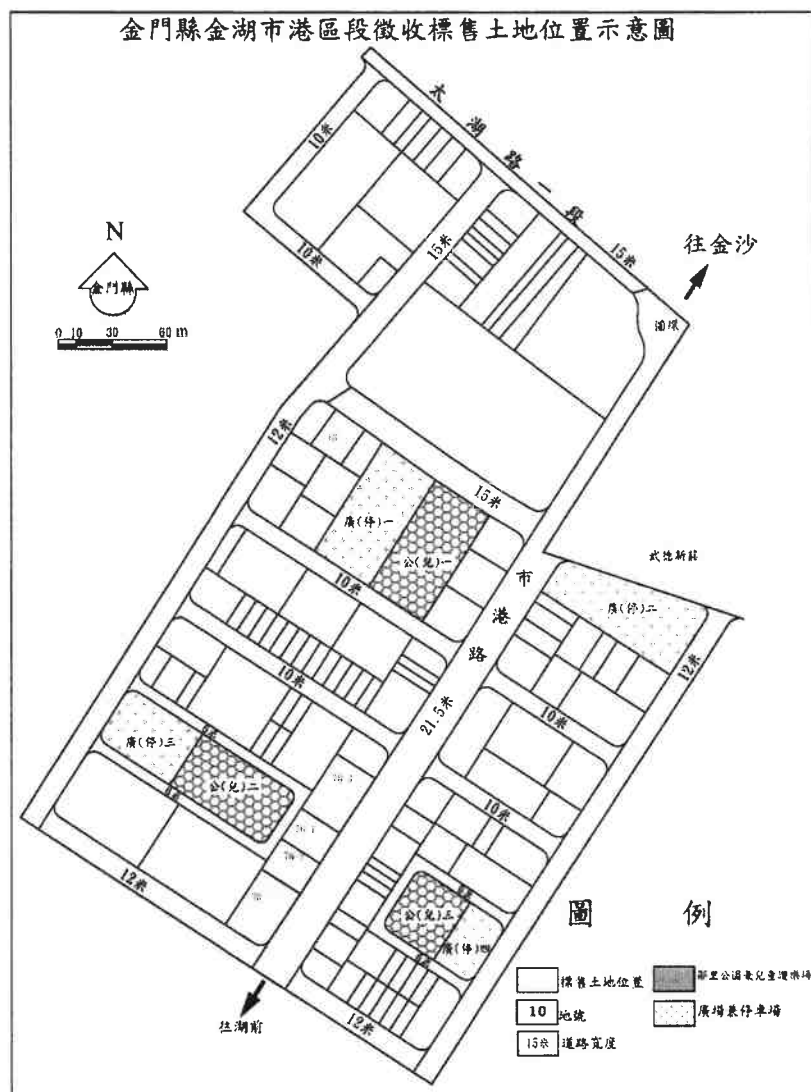 金門縣金湖市港區段徵收標售土地位置示意圖
太湖路一段
10米
15米
15米
往金沙
10米
圓環
N
金門縣
0 10 30 60 m
12米
15米
廣(停)一
公(兒)一
10米
武德新莊
廣(停)二
市港路
12米
10米
21.5米
10米
廣(停)三
公(兒)二
10米
12米
公(兒)三
廣(停)四
12米
往湖前
圖 例
標售土地位置
鄰里公園兼兒童遊樂場
10 地號
廣場兼停車場
15米 道路寬度